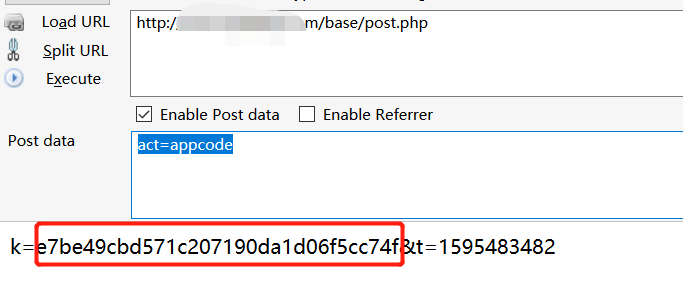 Load URL
http:/
m/base/post.php
Split URL
Execute
Enable Post data
Enable Referrer
Post data
act=appcode
k=e7be49cbd571c207190da1d06f5cc74f&t=1595483482